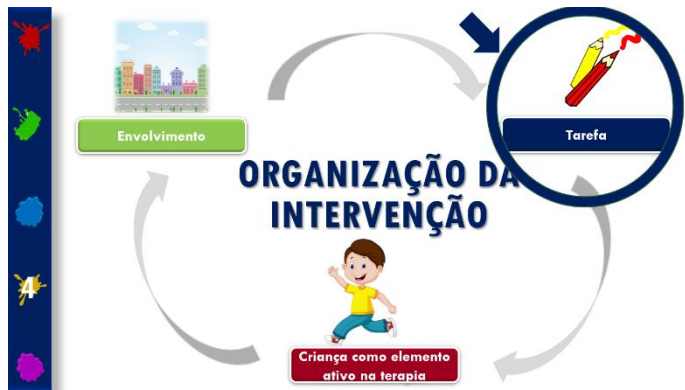 Envolvimento
Tarefa
ORGANIZAÇÃO DA
INTERVENÇÃO
4
Criança como elemento
ativo na terapia